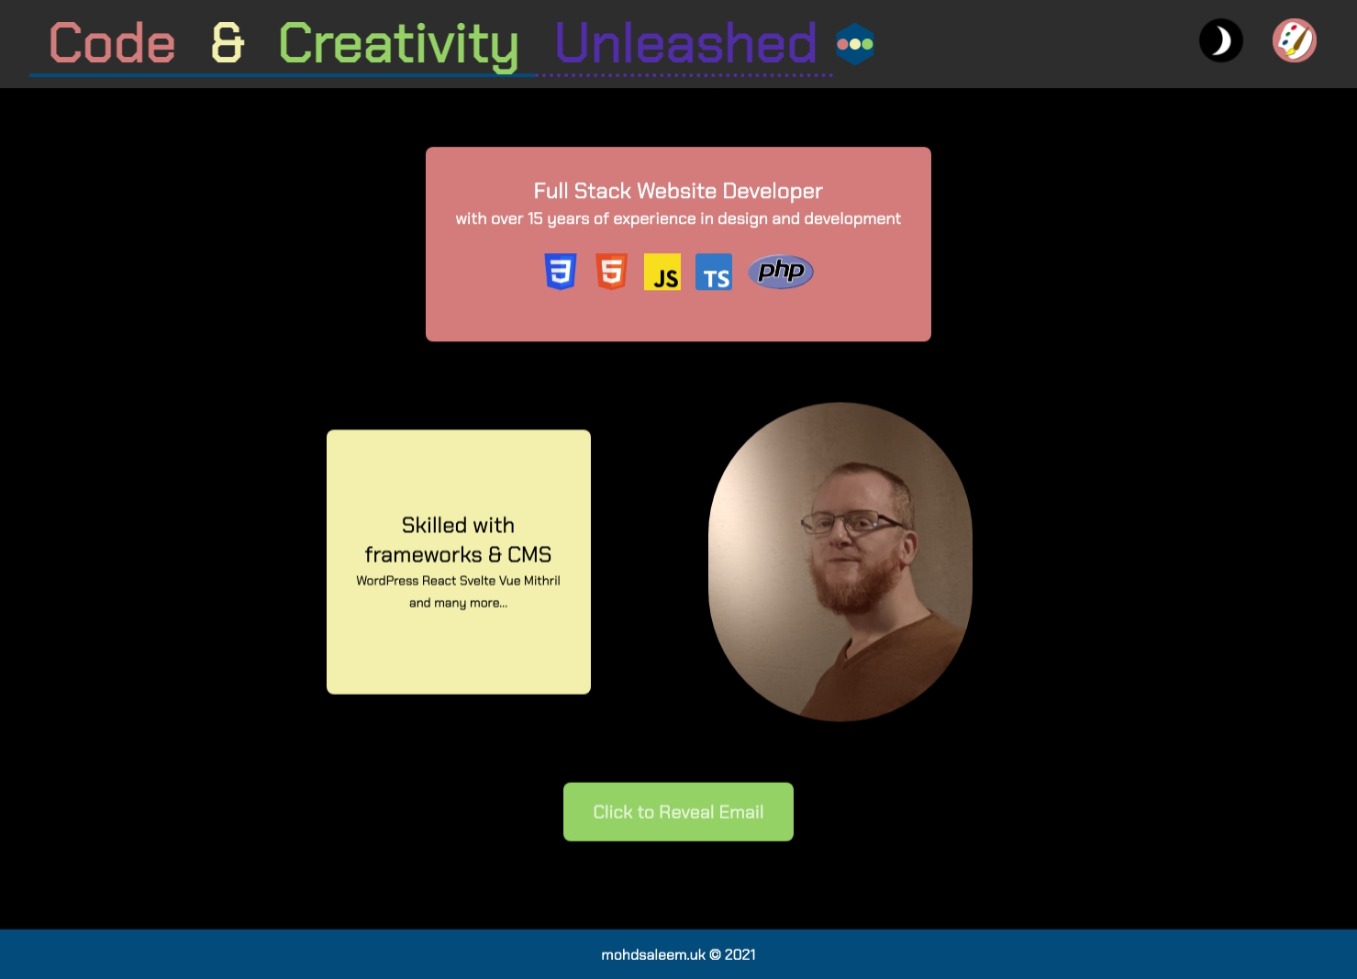 Code & Creativity Unleashed
Full Stack Website Developer
with over 15 years of experience in design and development
3 5 JS TS php
Skilled with
frameworks & CMS
WordPress React Svelte Vue Mithril
and many more...
Click to Reveal Email
mohdsaleem.uk © 2021